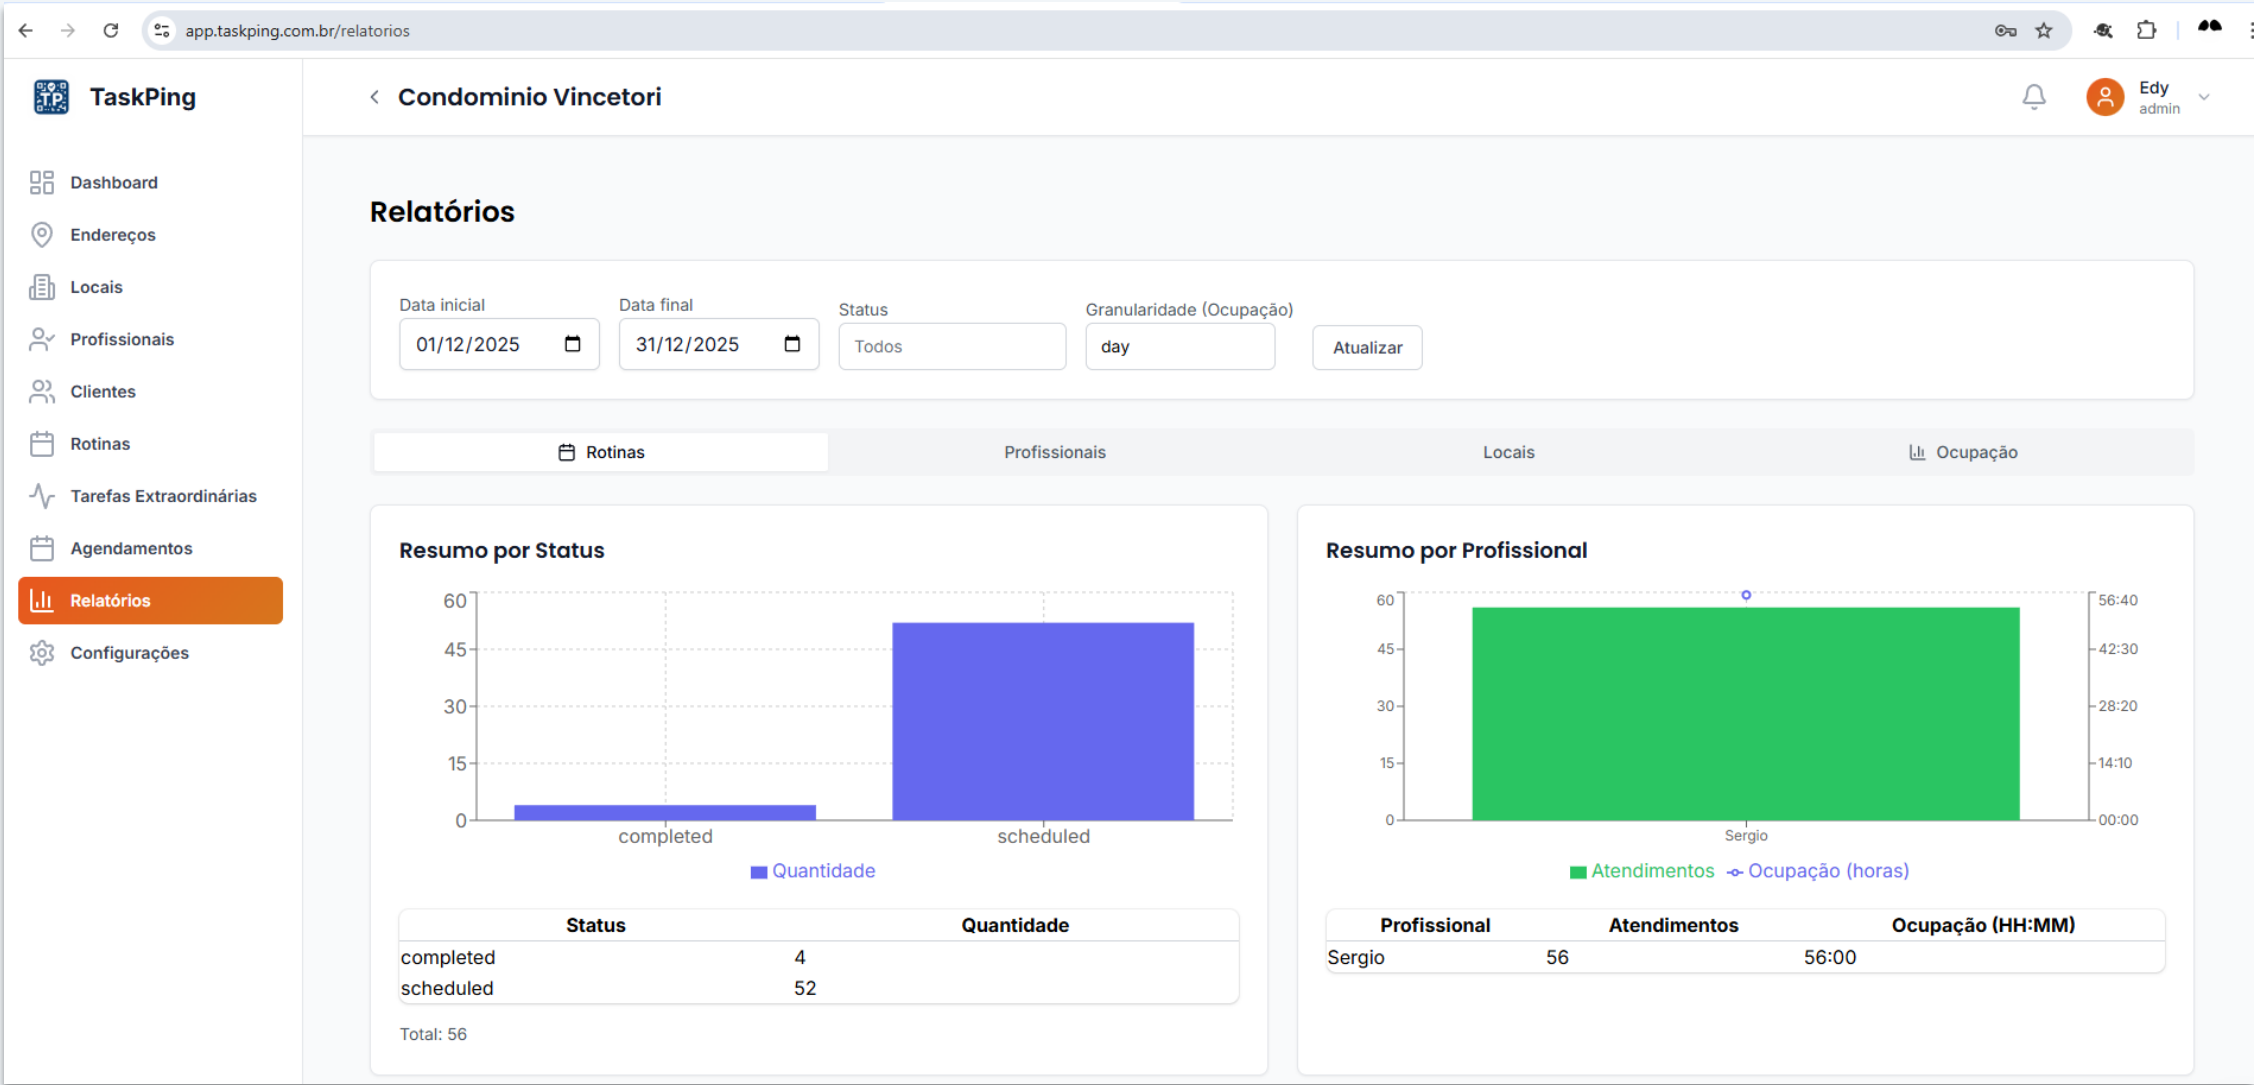 app.taskping.com.br/relatorios
TP
TaskPing
Condominio Vincetori
Edy
admin
Dashboard
Endereços
Locais
Profissionais
Clientes
Rotinas
Tarefas Extraordinárias
Agendamentos
Relatórios
Configurações
Relatórios
Data inicial
Data final
Status
Granularidade (Ocupação)
01/12/2025
31/12/2025
Todos
day
Atualizar
Rotinas
Profissionais
Locais
Ocupação
Resumo por Status
60
45
30
15
0
completed
scheduled
Quantidade
Status Quantidade
completed 4
scheduled 52
Total: 56
Resumo por Profissional
60
45
30
15
0
56:40
42:30
28:20
14:10
00:00
Sergio
Atendimentos Ocupação (horas)
Profissional Atendimentos Ocupação (HH:MM)
Sergio 56 56:00